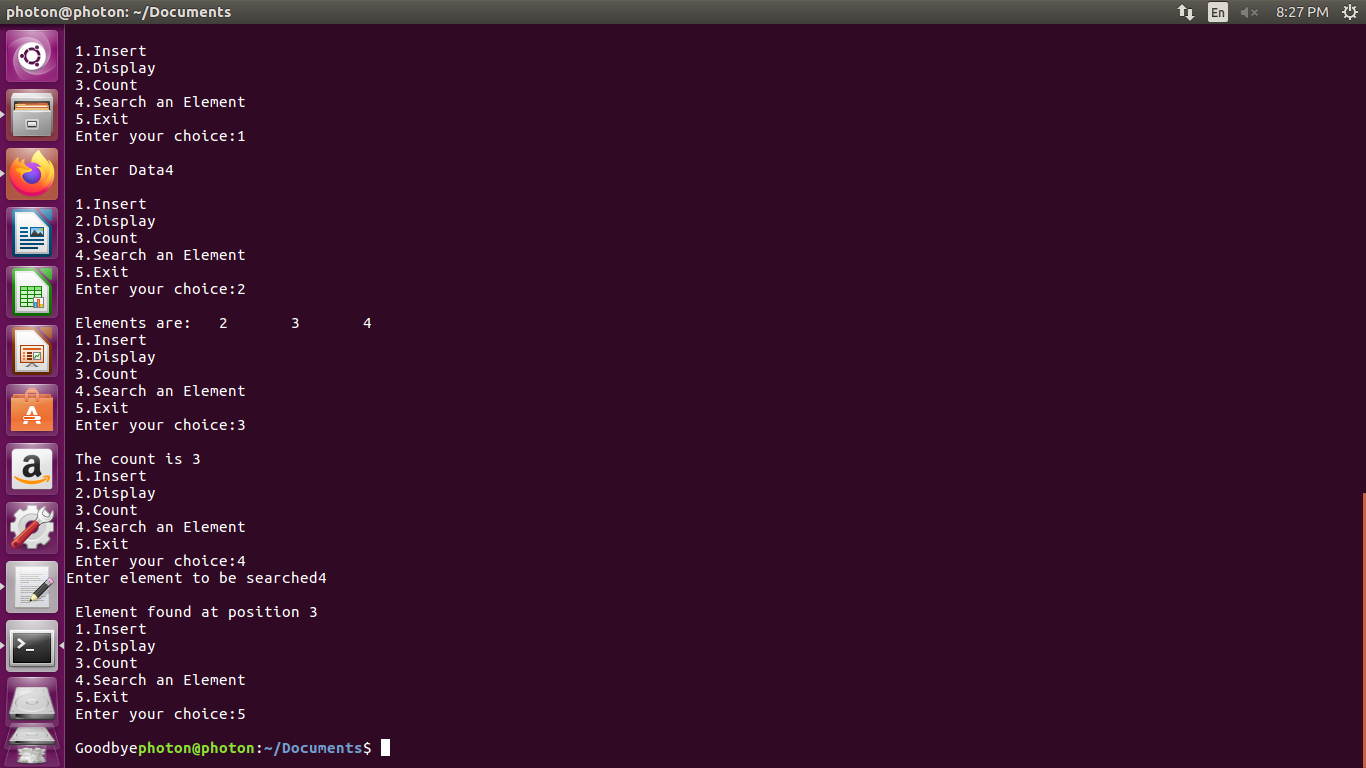 photon@photon: ~/Documents
En
8:27 PM
1.Insert
2.Display
3.Count
4.Search an Element
5.Exit
Enter your choice:1
Enter Data4
1.Insert
2.Display
3.Count
4.Search an Element
5.Exit
Enter your choice:2
Elements are: 2 3 4
1.Insert
2.Display
3.Count
4.Search an Element
5.Exit
Enter your choice:3
The count is 3
1.Insert
2.Display
3.Count
4.Search an Element
5.Exit
Enter your choice:4
Enter element to be searched4
Element found at position 3
1.Insert
2.Display
3.Count
4.Search an Element
5.Exit
Enter your choice:5
Goodbyephoton@photon:~/Documents$